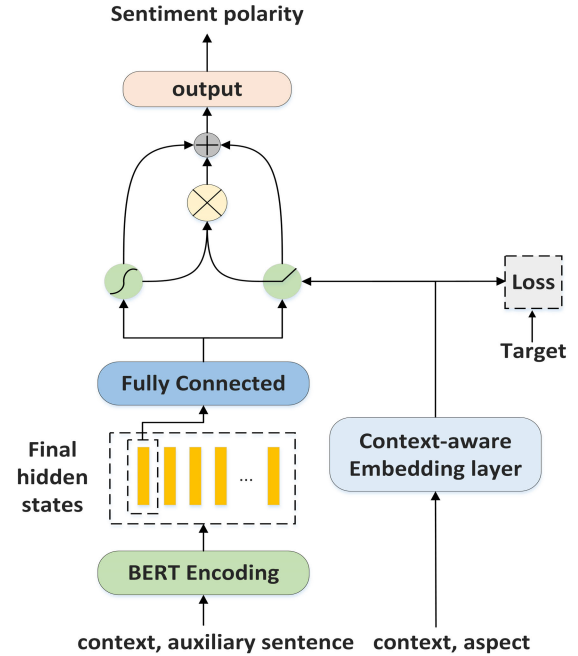 Sentiment polarity
output
Loss
Target
Fully Connected
Final
hidden
states
...
Context-aware
Embedding layer
BERT Encoding
context, auxiliary sentence
context, aspect